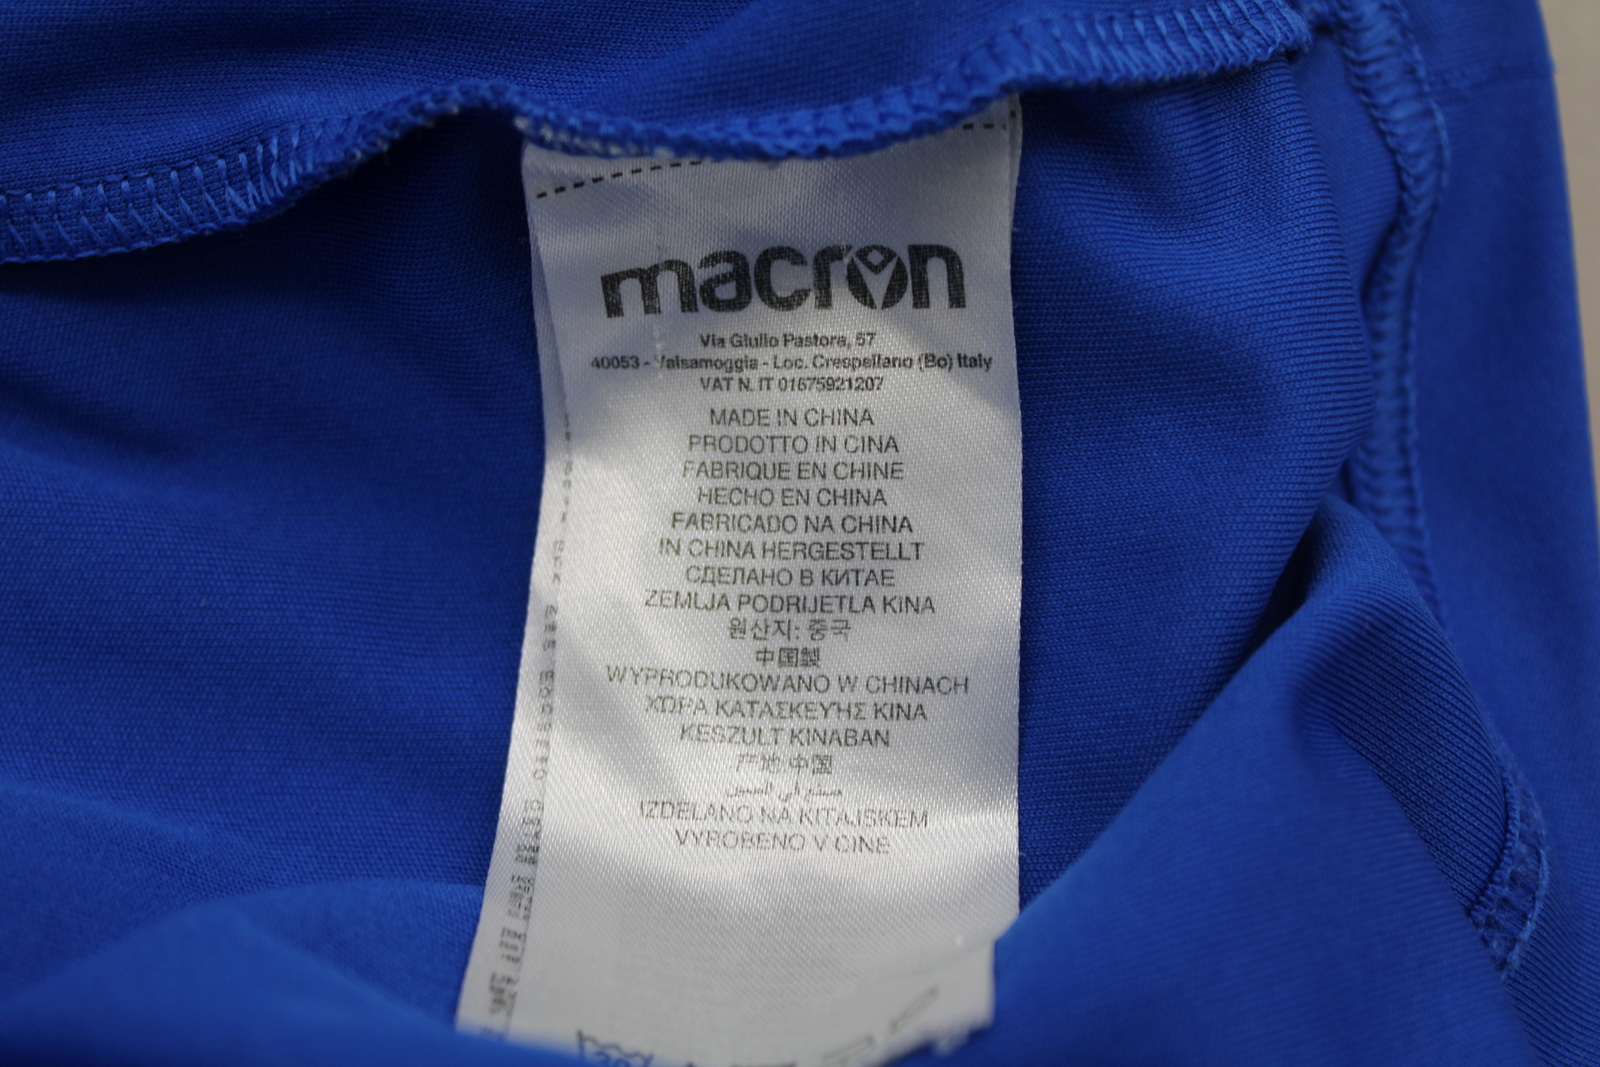 macron
Via Giulio Pastore, 57
40053 - Valsamoggia - Loc. Crespellano (Bo) Italy
VAT N. IT 01675921207
MADE IN CHINA
PRODOTTO IN CINA
FABRIQUE EN CHINE
HECHO EN CHINA
FABRICADO NA CHINA
IN CHINA HERGESTELLT
СДЕЛАНО В КИТАЕ
ZEMLJA PODRIJETLA KINA
원산지: 중국
中国製
WYPRODUKOWANO W CHINACH
ΧΩΡΑ ΚΑΤΑΣΚΕΥΗΣ ΚΙΝΑ
KESZULT KINABAN
产地 中国
صنع في الصين
IZDELANO NA KITAJSKEM
VYROBENO V CINE